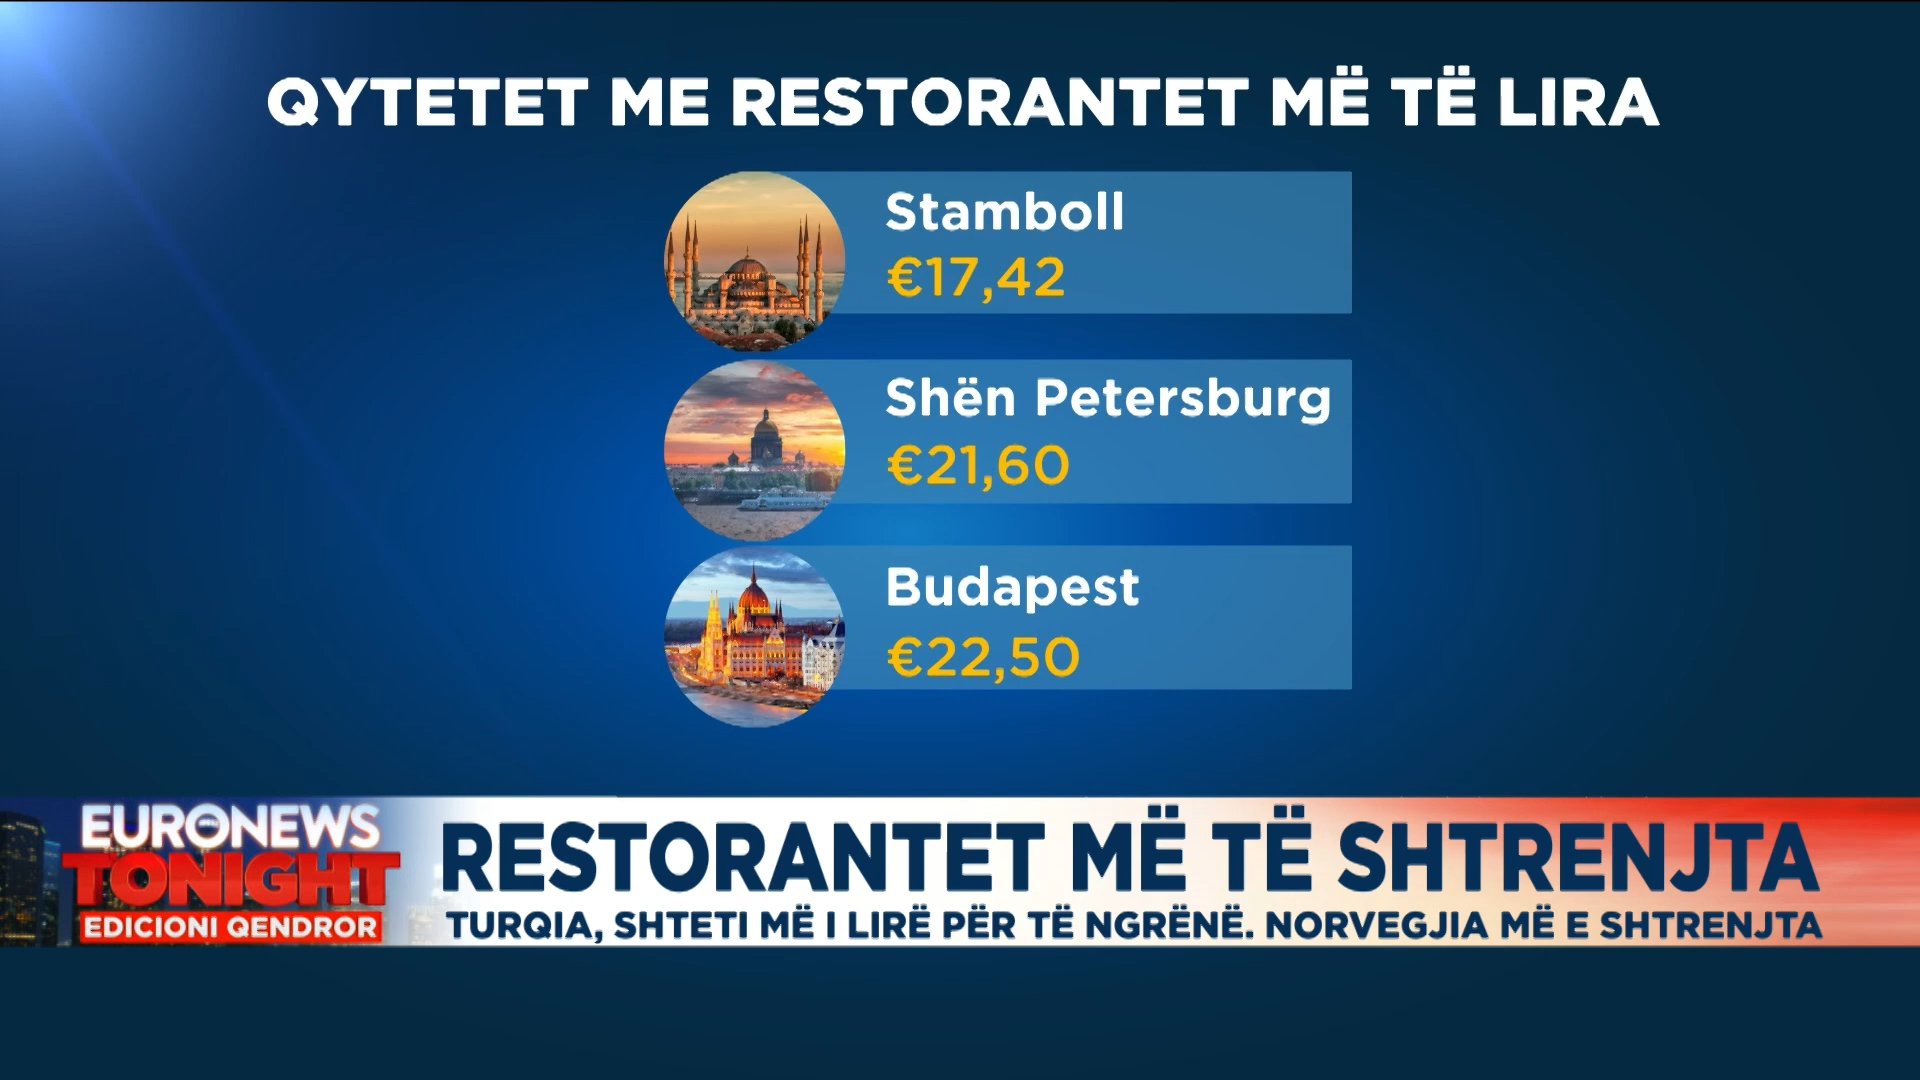 QYTETET ME RESTORANTET MË TË LIRA
Stamboll
€17,42
Shën Petersburg
€21,60
Budapest
€22,50
EURONEWS
TONIGHT
EDICIONI QENDROR
RESTORANTET MË TË SHTRENJTA
TURQIA, SHTETI MË I LIRË PËR TË NGRËNË. NORVEGJIA MË E SHTRENJTA